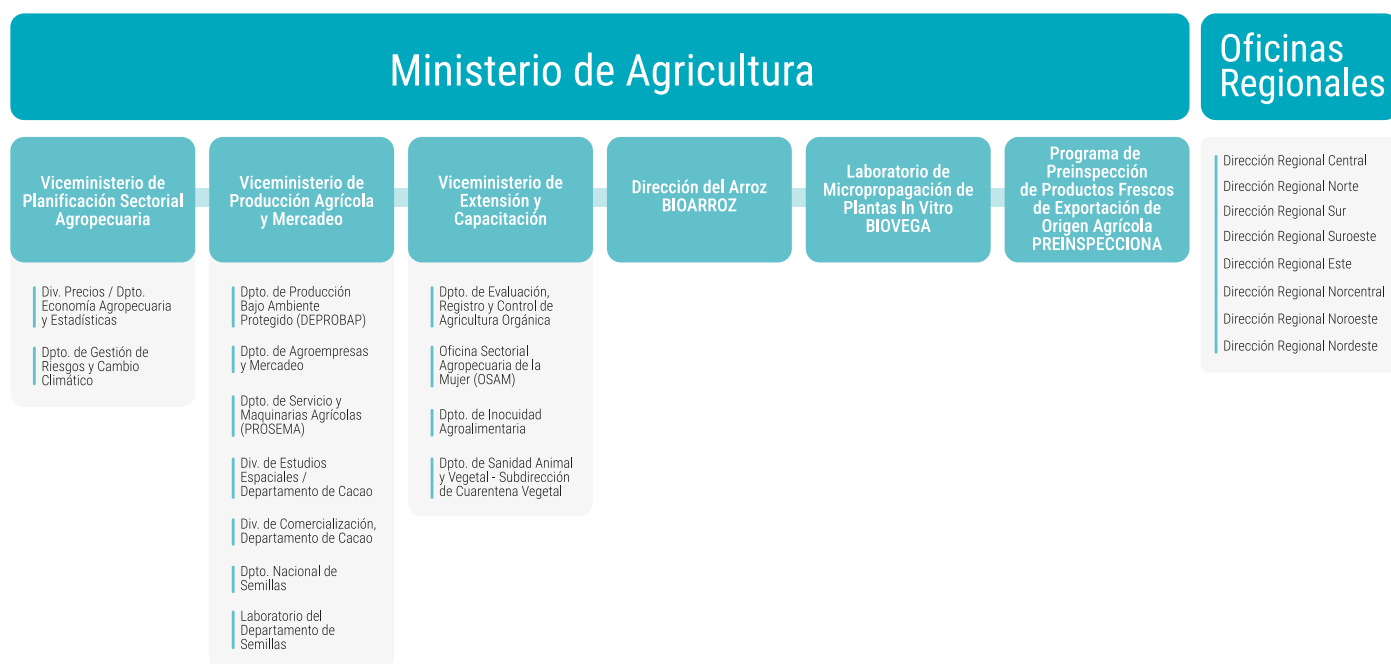 Ministerio de Agricultura
Oficinas
Regionales
Viceministerio de
Planificación Sectorial
Agropecuaria
Div. Precios / Dpto.
Economía Agropecuaria
y Estadísticas
Dpto. de Gestión de
Riesgos y Cambio
Climático
Viceministerio de
Producción Agrícola
y Mercadeo
Dpto. de Producción
Bajo Ambiente
Protegido (DEPROBAP)
Dpto. de Agroempresas
y Mercadeo
Dpto. de Servicio y
Maquinarias Agrícolas
(PROSEMA)
Div. de Estudios
Espaciales /
Departamento de Cacao
Div. de Comercialización,
Departamento de Cacao
Dpto. Nacional de
Semillas
Laboratorio del
Departamento de
Semillas
Viceministerio de
Extensión y
Capacitación
Dpto. de Evaluación,
Registro y Control de
Agricultura Orgánica
Oficina Sectorial
Agropecuaria de la
Mujer (OSAM)
Dpto. de Inocuidad
Agroalimentaria
Dpto. de Sanidad Animal
y Vegetal - Subdirección
de Cuarentena Vegetal
Dirección del Arroz
BIOARROZ
Laboratorio de
Micropropagación de
Plantas In Vitro
BIOVEGA
Programa de
Preinspección
de Productos Frescos
de Exportación de
Origen Agrícola
PREINSPECCIONA
Dirección Regional Central
Dirección Regional Norte
Dirección Regional Sur
Dirección Regional Suroeste
Dirección Regional Este
Dirección Regional Norcentral
Dirección Regional Noroeste
Dirección Regional Nordeste